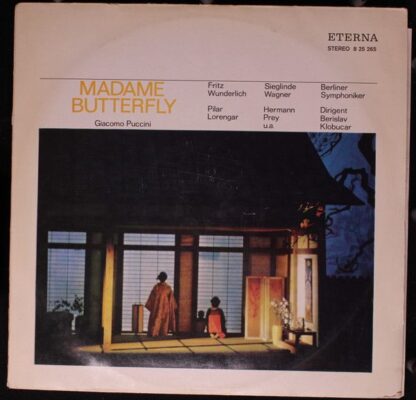 ETERNA
STEREO 8 25 265
MADAME
BUTTERFLY
Giacomo Puccini
Fritz
Wunderlich
Pilar
Lorengar
Sieglinde
Wagner
Hermann
Prey
u.a.
Berliner
Symphoniker
Dirigent
Berislav
Klobucar